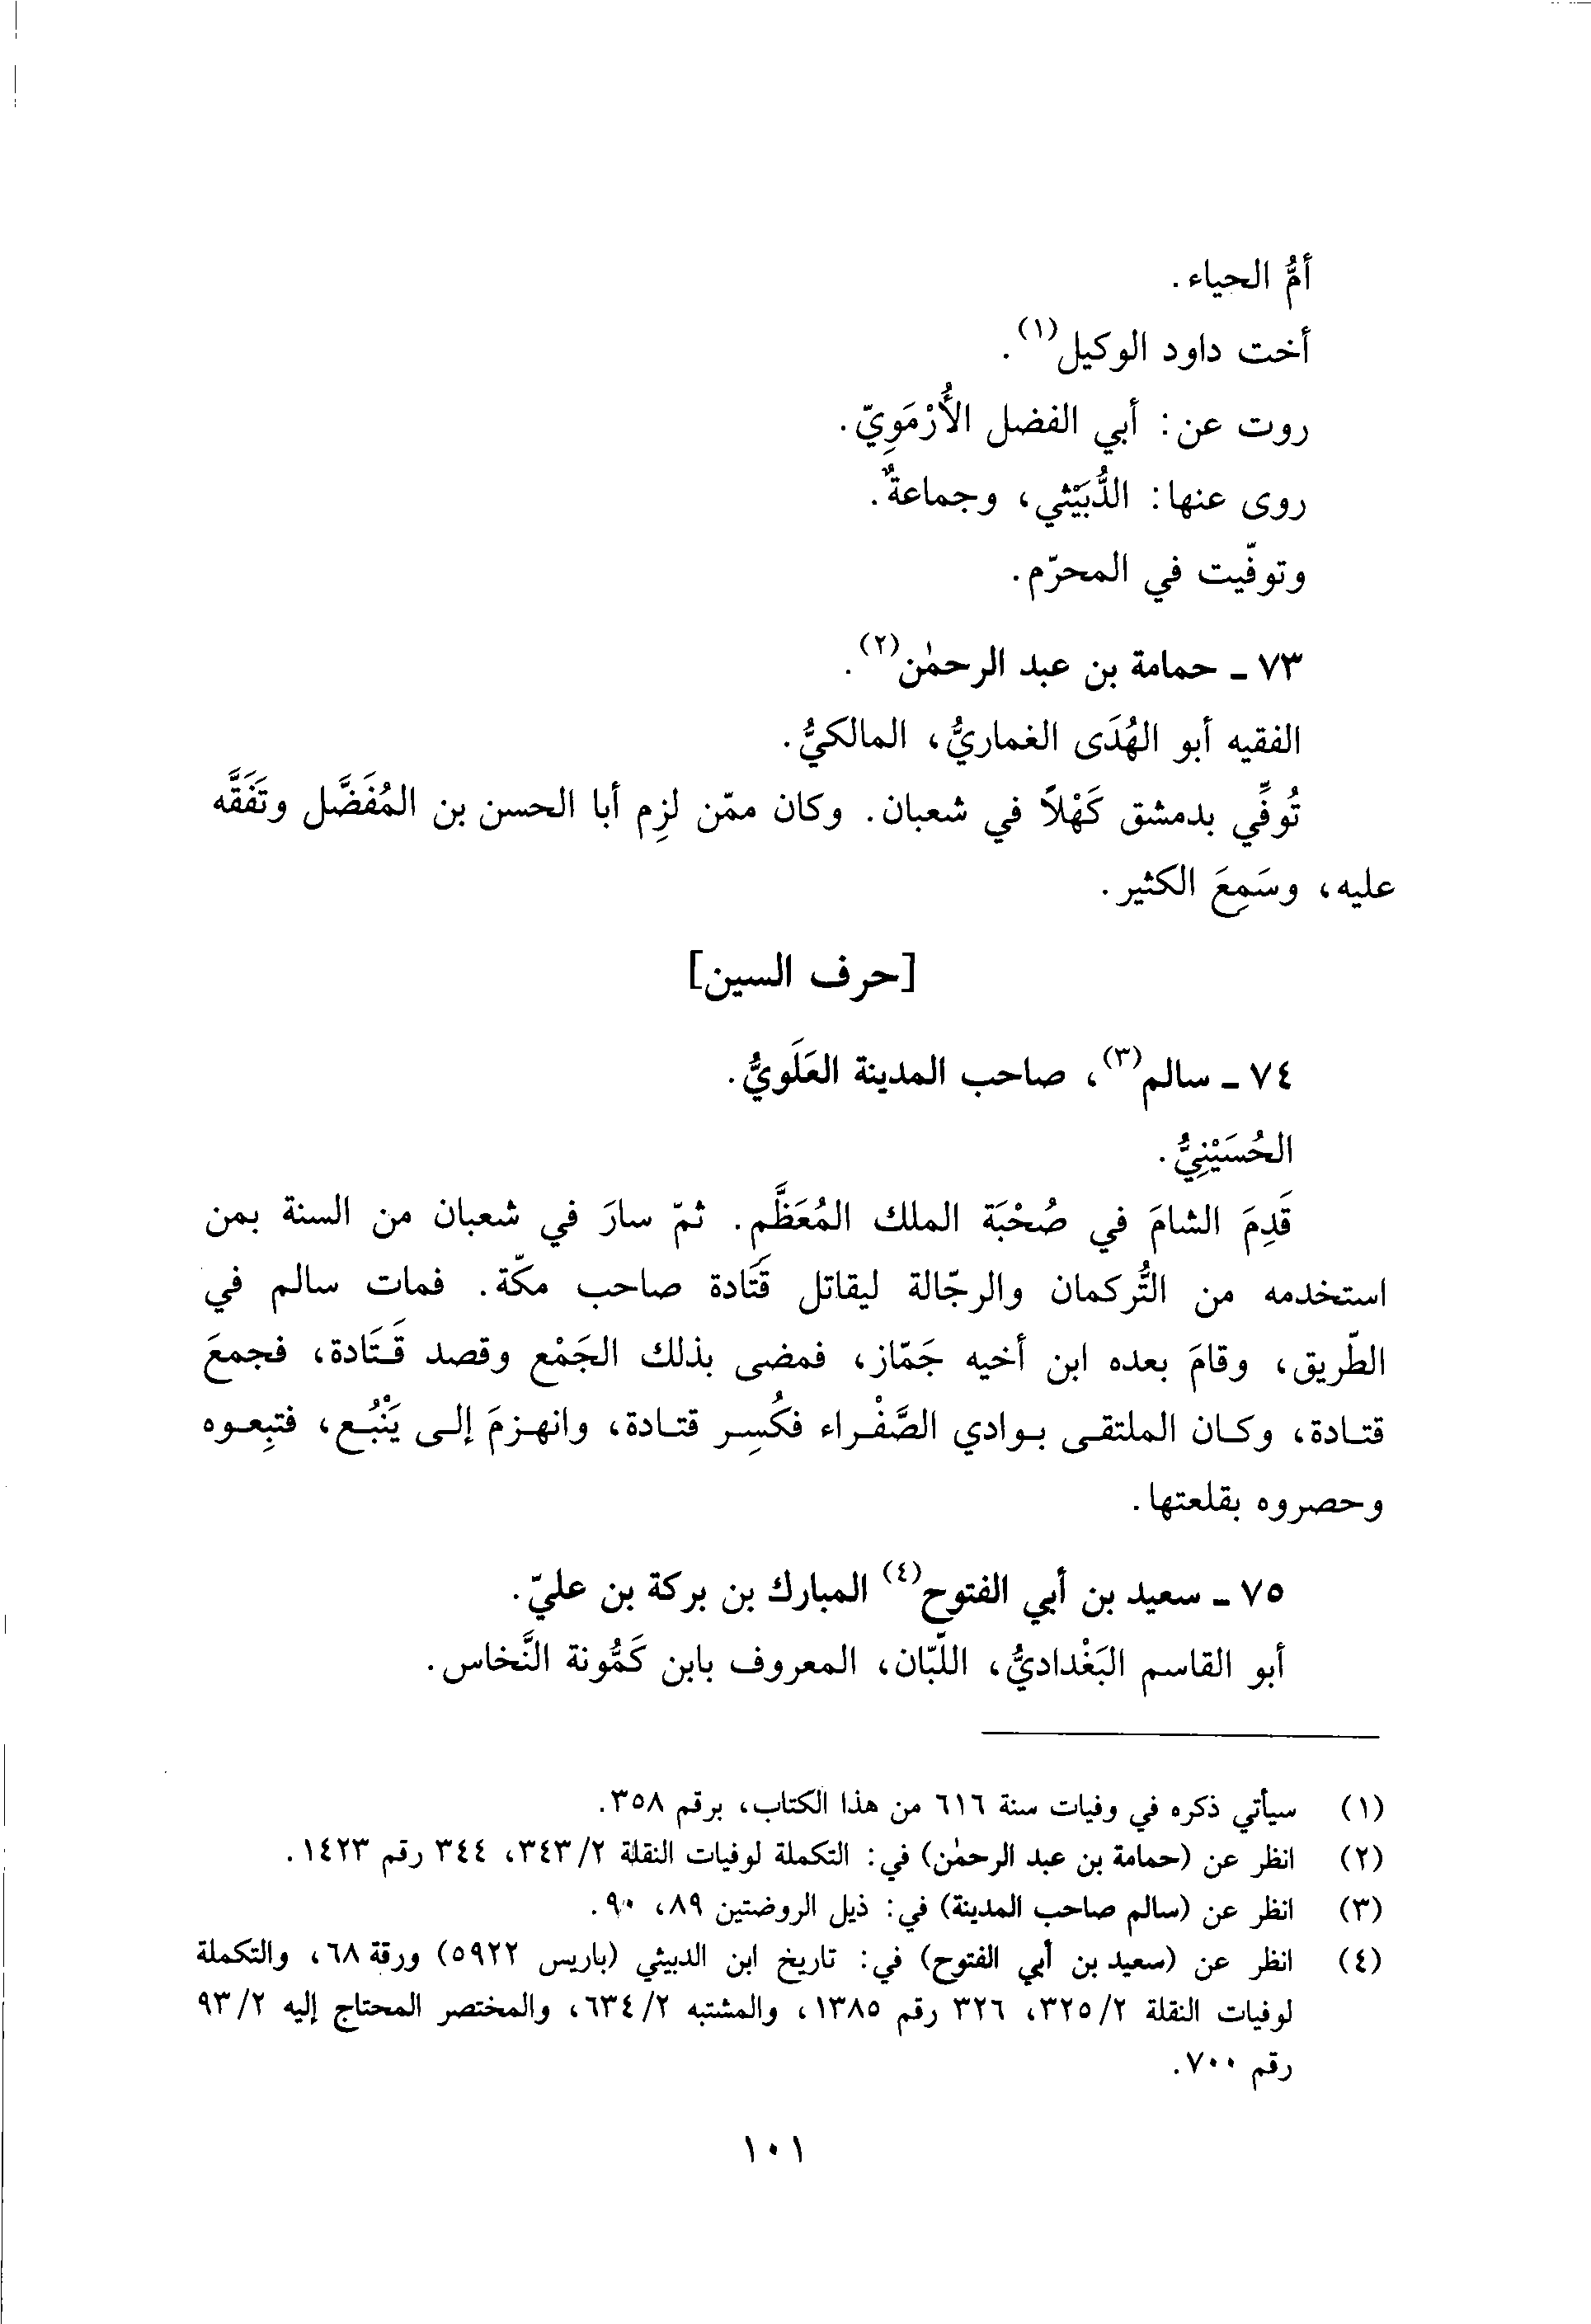 أمُّ الحياء.
أخت داود الوكيل(١).
روت عن: أبي الفضل الأُرْمَوِيّ.
روى عنها: الدُّبَيْثي، وجماعةٌ.
وتوفّيت في المحرّم.
٧٣ - حمامة بن عبد الرحمٰن(٢).
الفقيه أبو الهُدَى الغماريُّ، المالكيُّ.
تُوفِّي بدمشق كَهْلاً في شعبان. وكان ممّن لزِم أبا الحسن بن المُفَضَّل وتَفَقَّه
عليه، وسَمِعَ الكثير.
[حرف السين]
٧٤ - سالم(٣)، صاحب المدينة العَلَويُّ.
الحُسَيْنِيُّ.
قَدِمَ الشامَ في صُحْبَة الملك المُعَظَّم. ثمّ سارَ في شعبان من السنة بمن
استخدمه من التُّركمان والرجّالة ليقاتل قَتَادة صاحب مكّة. فمات سالم في
الطّريق، وقامَ بعده ابن أخيه جَمّاز، فمضى بذلك الجَمْع وقصد قَتَادة، فجمعَ
قتادة، وكان الملتقى بوادي الصَّفْراء فكُسِر قتادة، وانهزمَ إلى يَنْبُع، فتبِعوه
وحصروه بقلعتها.
٧٥ - سعيد بن أبي الفتوح(٤) المبارك بن بركة بن عليّ.
أبو القاسم البَغْداديُّ، اللّبّان، المعروف بابن كَمُّونة النَّخاس.
(١) سيأتي ذكره في وفيات سنة ٦١٦ من هذا الكتاب، برقم ٣٥٨.
(٢) انظر عن (حمامة بن عبد الرحمٰن) في: التكملة لوفيات النقلة ٢/٣٤٣، ٣٤٤ رقم ١٤٢٣.
(٣) انظر عن (سالم صاحب المدينة) في: ذيل الروضتين ٨٩، ٩٠.
(٤) انظر عن (سعيد بن أبي الفتوح) في: تاريخ ابن الدبيثي (باريس ٥٩٢٢) ورقة ٦٨، والتكملة
لوفيات النقلة ٢/٣٢٥، ٣٢٦ رقم ١٣٨٥، والمشتبه ٢/٦٣٤، والمختصر المحتاج إليه ٢/٩٣
رقم ٧٠٠.
١٠١